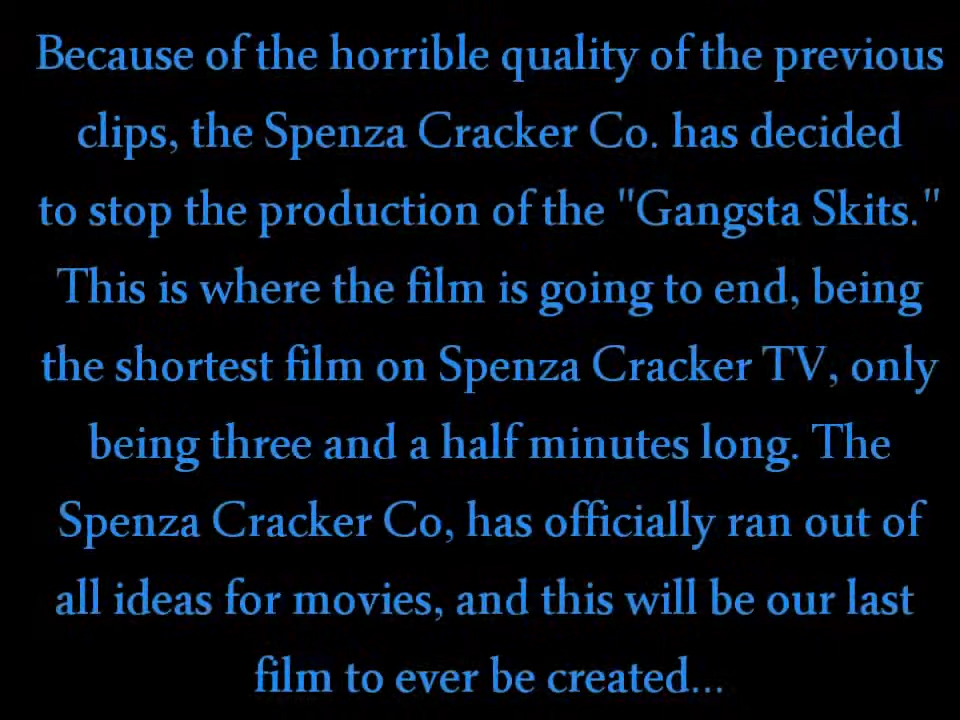 Because of the horrible quality of the previous
clips, the Spenza Cracker Co. has decided
to stop the production of the "Gangsta Skits."
This is where the film is going to end, being
the shortest film on Spenza Cracker TV, only
being three and a half minutes long. The
Spenza Cracker Co, has officially ran out of
all ideas for movies, and this will be our last
film to ever be created...